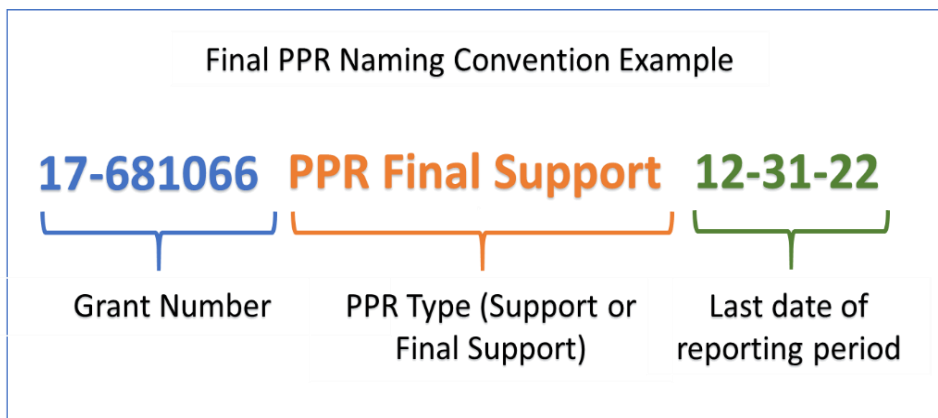 Final PPR Naming Convention Example
17-681066 PPR Final Support 12-31-22
Grant Number
PPR Type (Support or
Final Support)
Last date of
reporting period